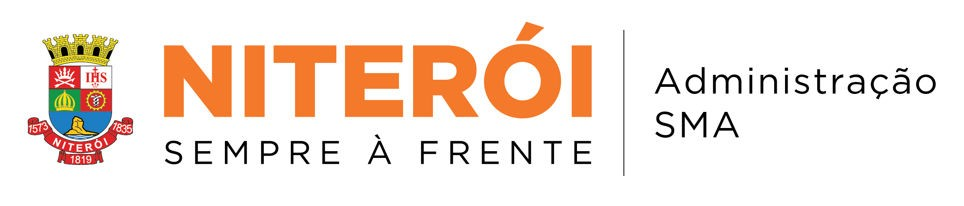 IHS
1573 1835
NITERÓI
1819
NITERÓI
SEMPRE À FRENTE
Administração
SMA